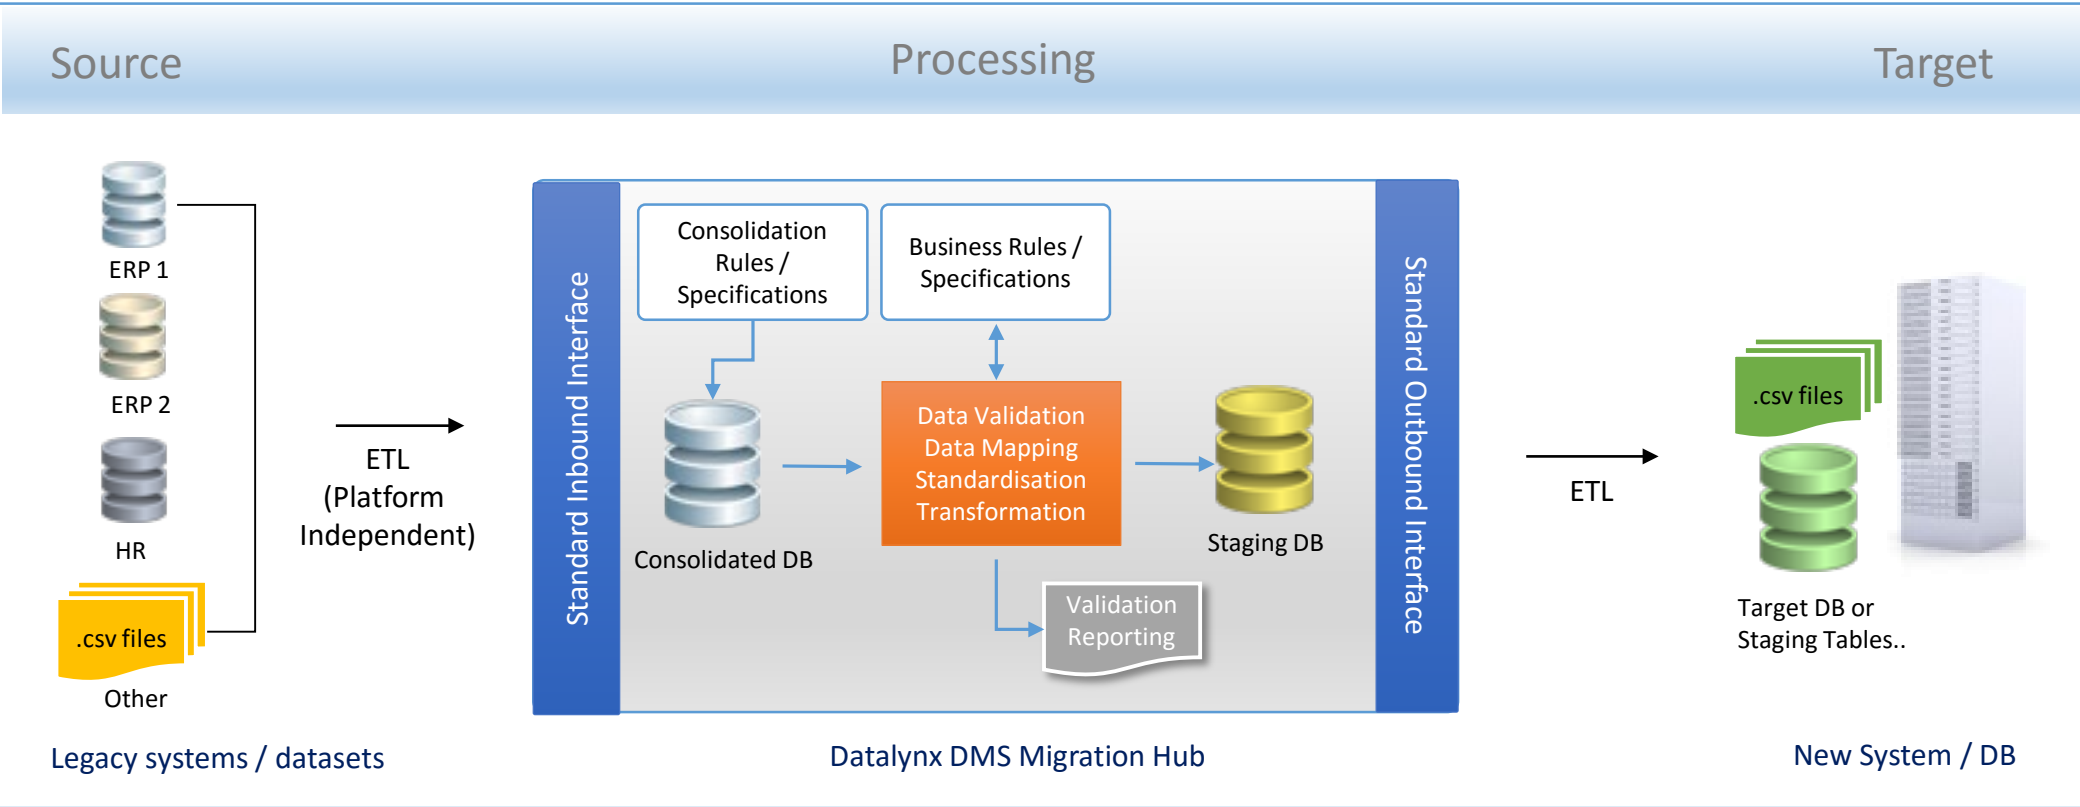 Source
Processing
Target
ERP 1
ERP 2
HR
.csv files
Other
ETL
(Platform
Independent)
Standard Inbound Interface
Consolidation
Rules /
Specifications
Business Rules /
Specifications
Consolidated DB
Data Validation
Data Mapping
Standardisation
Transformation
Staging DB
Validation
Reporting
Standard Outbound Interface
ETL
.csv files
Target DB or
Staging Tables..
Legacy systems / datasets
Datalynx DMS Migration Hub
New System / DB